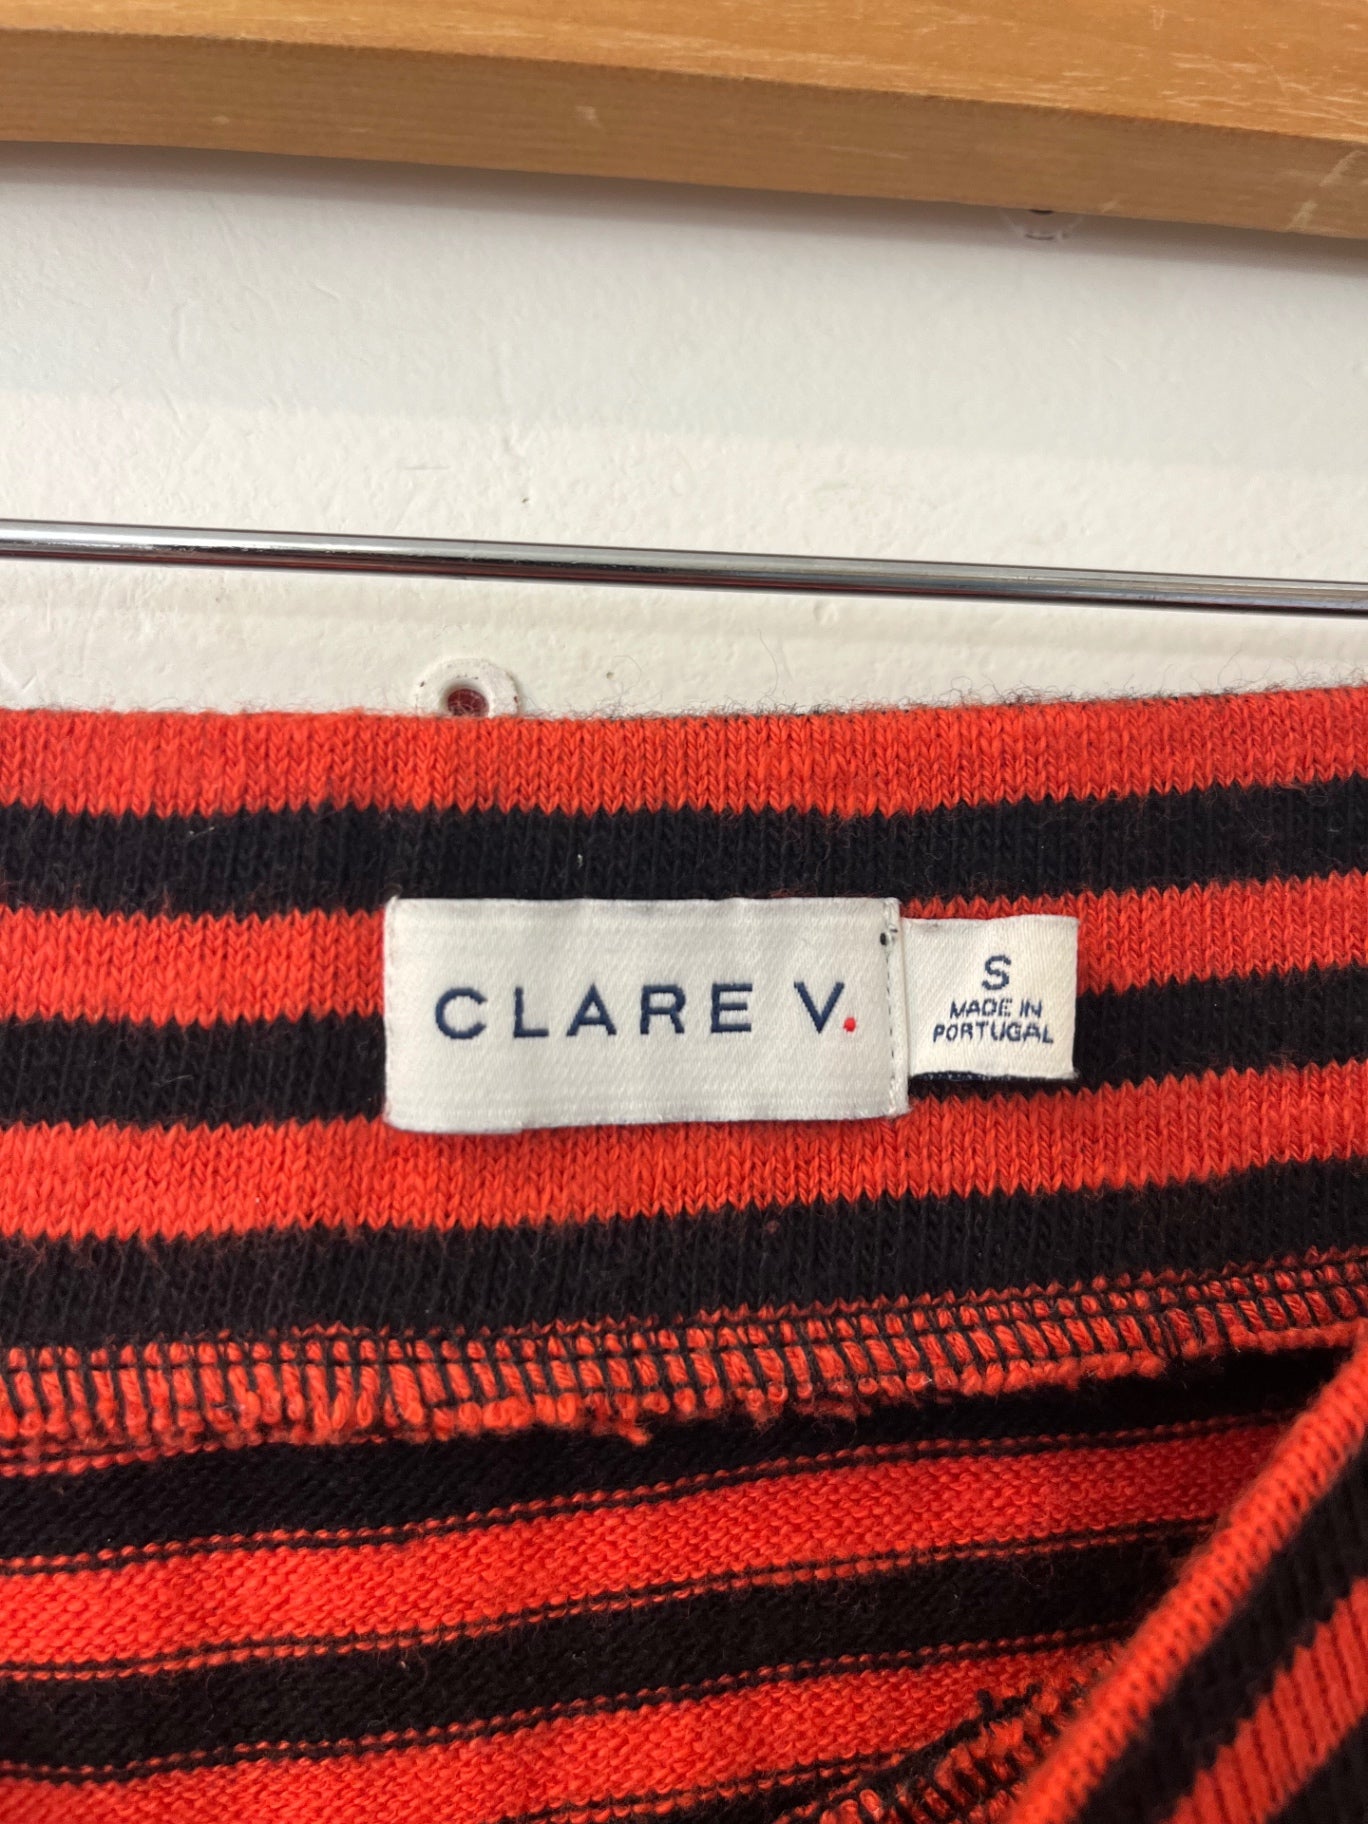 CLARE V.
S
MADE IN
PORTUGAL